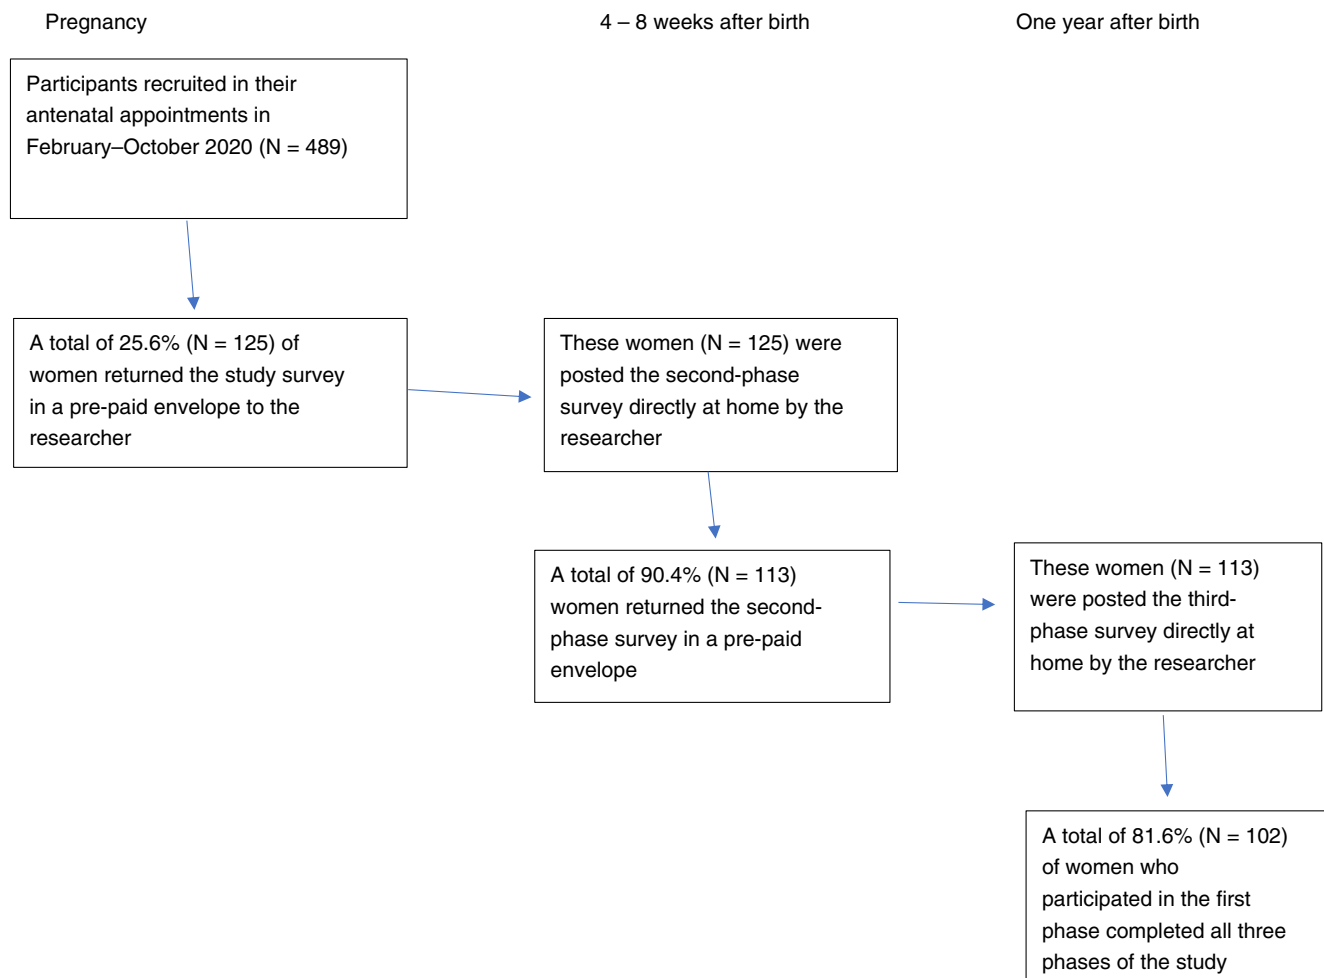 Pregnancy
4 – 8 weeks after birth
One year after birth
Participants recruited in their
antenatal appointments in
February–October 2020 (N = 489)
A total of 25.6% (N = 125) of
women returned the study survey
in a pre-paid envelope to the
researcher
These women (N = 125) were
posted the second-phase
survey directly at home by the
researcher
A total of 90.4% (N = 113)
women returned the second-
phase survey in a pre-paid
envelope
These women (N = 113)
were posted the third-
phase survey directly at
home by the researcher
A total of 81.6% (N = 102)
of women who
participated in the first
phase completed all three
phases of the study